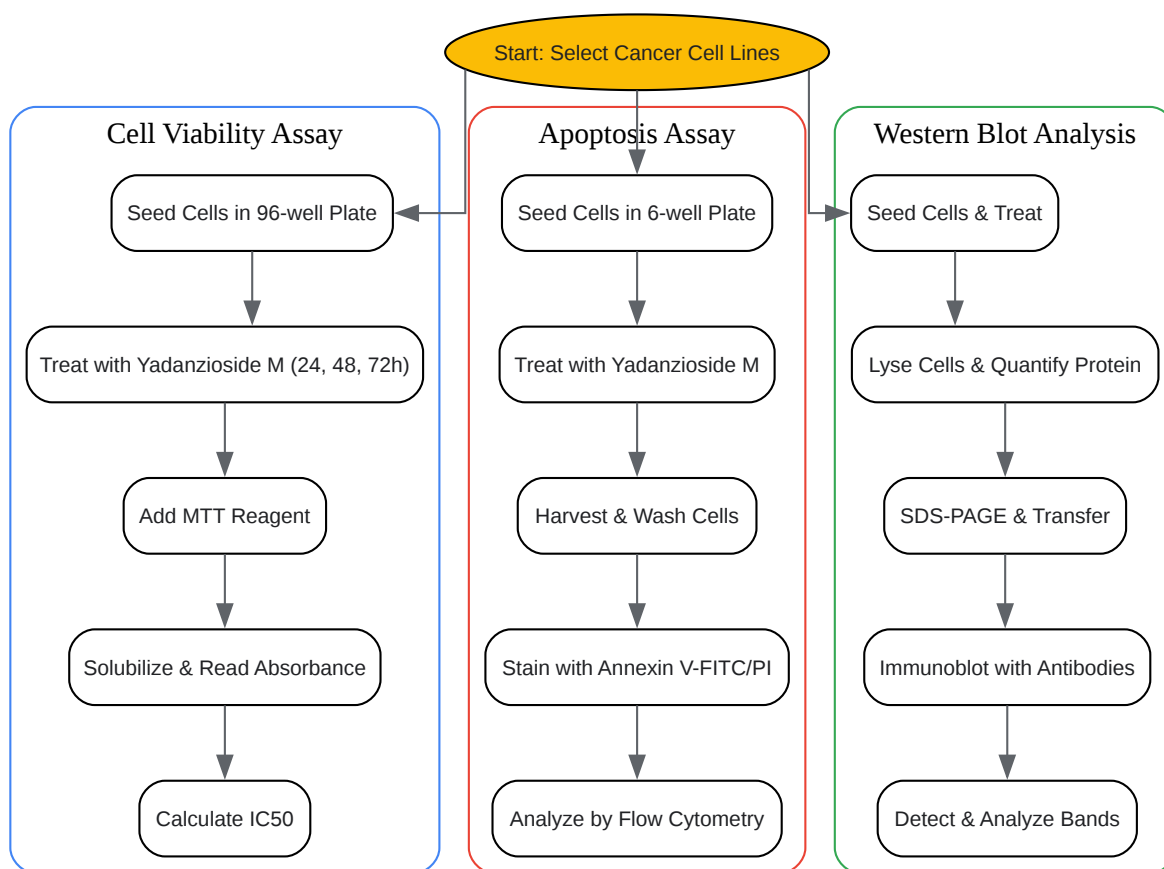 Start: Select Cancer Cell Lines
Cell Viability Assay
Seed Cells in 96-well Plate
Treat with Yadanzioside M (24, 48, 72h)
Add MTT Reagent
Solubilize & Read Absorbance
Calculate IC50
Apoptosis Assay
Seed Cells in 6-well Plate
Treat with Yadanzioside M
Harvest & Wash Cells
Stain with Annexin V-FITC/PI
Analyze by Flow Cytometry
Western Blot Analysis
Seed Cells & Treat
Lyse Cells & Quantify Protein
SDS-PAGE & Transfer
Immunoblot with Antibodies
Detect & Analyze Bands